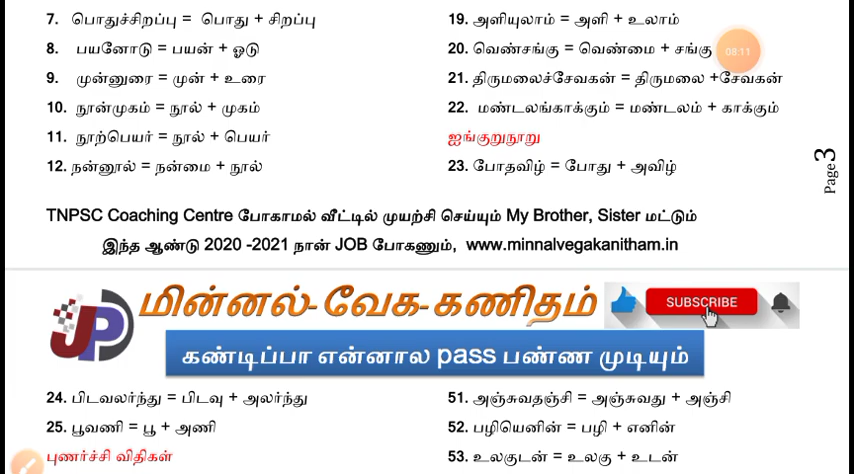 7. பொதுச்சிறப்பு = பொது + சிறப்பு
8. பயனோடு = பயன் + ஓடு
9. முன்னுரை = முன் + உரை
10. நூன்முகம் = நூல் + முகம்
11. நூற்பெயர் = நூல் + பெயர்
12. நன்னூல் = நன்மை + நூல்
19. அளியுலாம் = அளி + உலாம்
20. வெண்சங்கு = வெண்மை + சங்கு
08:11
21. திருமலைச்சேவகன் = திருமலை +சேவகன்
22. மண்டலங்காக்கும் = மண்டலம் + காக்கும்
ஐங்குறுநூறு
23. போதவிழ் = போது + அவிழ்
Page 3
TNPSC Coaching Centre போகாமல் வீட்டில் முயற்சி செய்யும் My Brother, Sister மட்டும்
இந்த ஆண்டு 2020 -2021 நான் JOB போகணும், www.minnalvegakanitham.in
JP
மின்னல்-வேக-கணிதம்
SUBSCRIBE
கண்டிப்பா என்னால pass பண்ண முடியும்
24. பிடவலர்ந்து = பிடவு + அலர்ந்து
25. பூவணி = பூ + அணி
புணர்ச்சி விதிகள்
51. அஞ்சுவதஞ்சி = அஞ்சுவது + அஞ்சி
52. பழியெனின் = பழி + எனின்
53. உலகுடன் = உலகு + உடன்